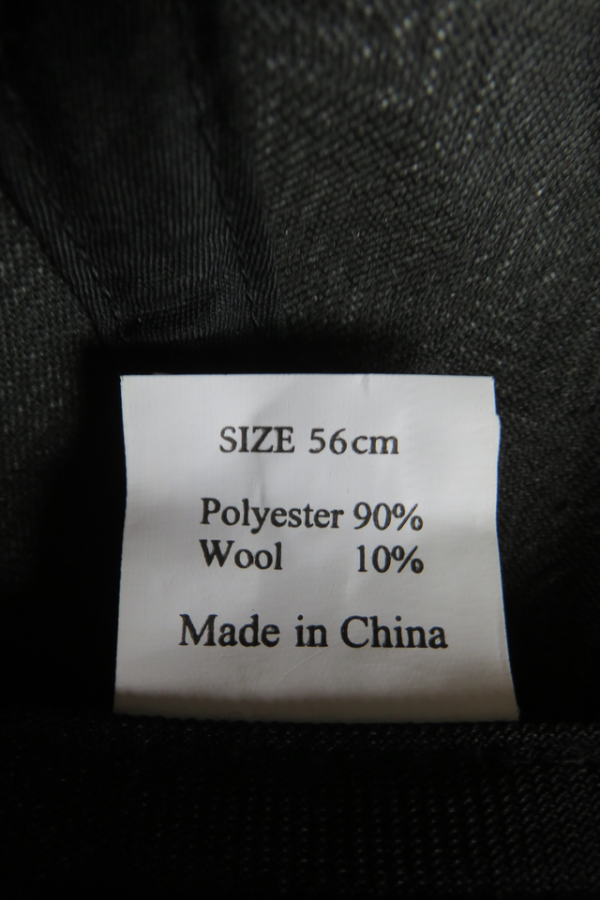 SIZE 56cm
Polyester 90%
Wool 10%
Made in China